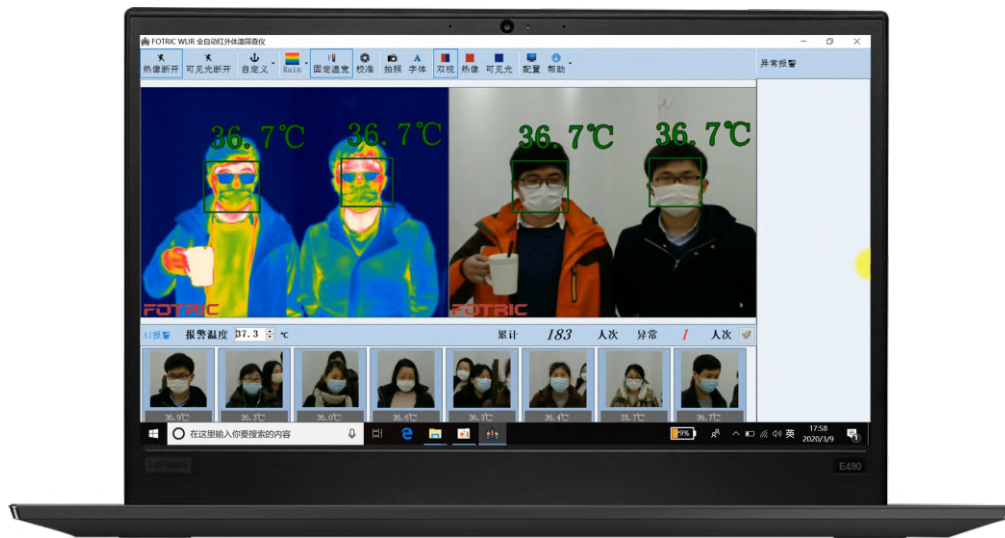 FOTRIC WLIR 全自动红外体温筛查仪
热像断开 可见光断开 自定义 Rain 固定温宽 校准 拍照 字体 双视 热像 可见光 配置 帮助
异常报警
36.7℃ 36.7℃ 36.7℃ 36.7℃
FOTRIC FOTRIC
AI报警 报警温度 37.3 ℃ 累计 183 人次 异常 1 人次
36.9℃ 36.3℃ 36.0℃ 36.6℃ 36.3℃ 36.4℃ 35.7℃ 36.7℃
在这里输入你要搜索的内容
29% 英 17:58
2020/3/9
Lenovo E480